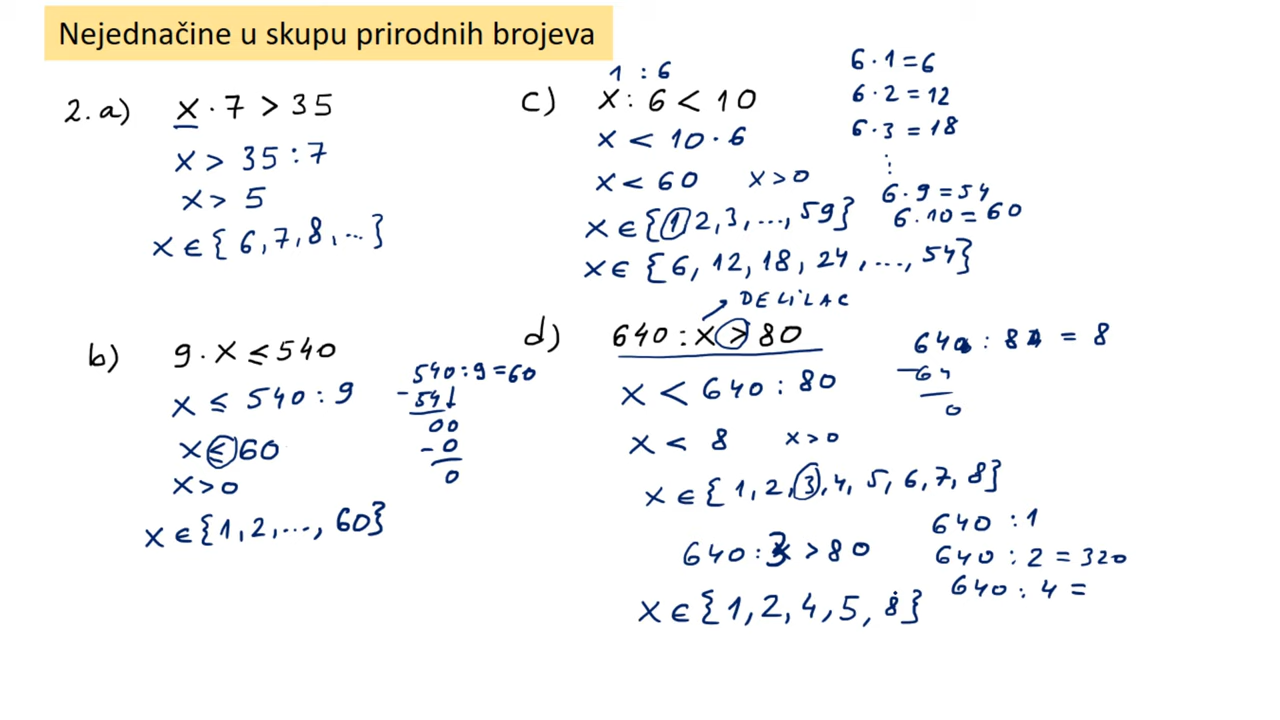 Nejednačine u skupu prirodnih brojeva
2. a) x · 7 > 35
x > 35 : 7
x > 5
x ∈ { 6, 7, 8, ... }
b) 9 · x ≤ 540
x ≤ 540 : 9
x ≤ 60
x > 0
x ∈ {1, 2, ..., 60}
540 : 9 = 60
- 54↓
00
- 0
0
1 : 6
c) x : 6 < 10
x < 10 · 6
x < 60 x > 0
x ∈ {1 2, 3, ..., 59}
x ∈ {6, 12, 18, 24, ..., 54}
6 · 1 = 6
6 · 2 = 12
6 · 3 = 18
⋮
6 · 9 = 54
6 · 10 = 60
DELILAC
d) 640 : x > 80
x < 640 : 80
x < 8 x > 0
x ∈ { 1, 2, 3, 4, 5, 6, 7, 8}
640 : 3 > 80
x ∈ {1, 2, 4, 5, 8}
640 : 80 = 8
- 64
0
640 : 1
640 : 2 = 320
640 : 4 =